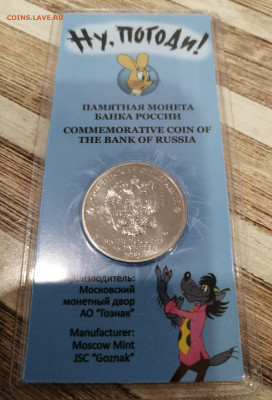 COINS.LAVE.RU
Ну, погоди!
ПАМЯТНАЯ МОНЕТА
БАНКА РОССИИ
COMMEMORATIVE COIN OF
THE BANK OF RUSSIA
Производитель:
Московский
монетный двор
АО "Гознак"
Manufacturer:
Moscow Mint
JSC "Goznak"